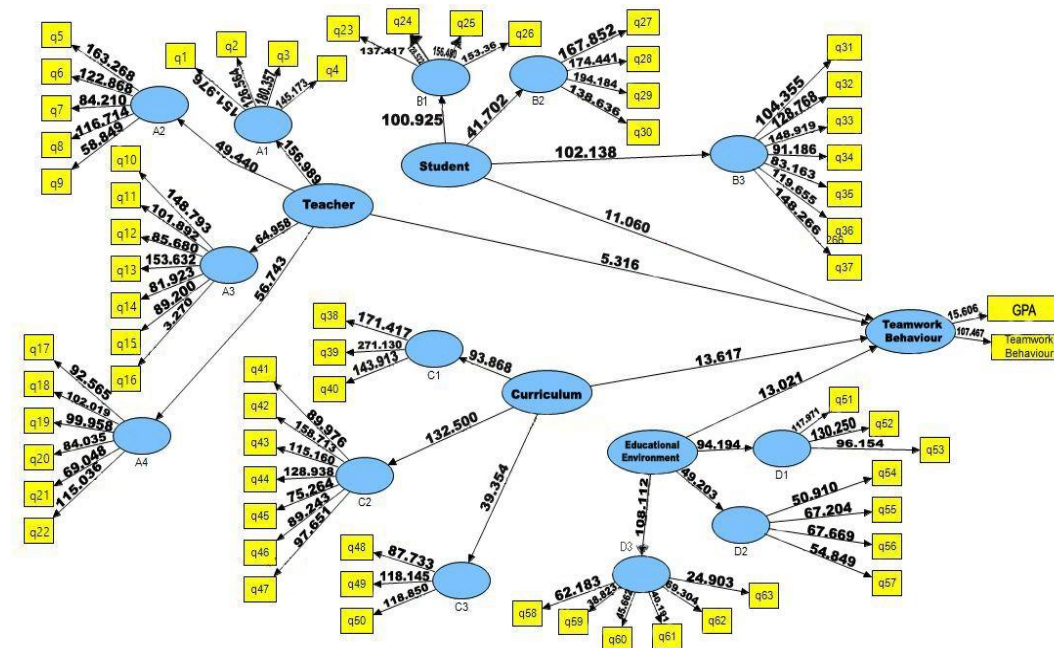 q5
163.268
q6
122.868
q7
84.210
q8
116.714
q9
58.849
A2
q1
151.976
q2
126.564
q3
180.357
q4
145.173
A1
49.440
156.989
Teacher
q10
148.793
q11
101.892
q12
85.680
q13
153.632
q14
81.923
q15
89.200
q16
3.270
A3
64.958
56.743
q17
92.565
q18
102.019
q19
99.958
q20
84.035
q21
69.048
q22
115.036
A4
q23
137.417
q24
q25
q26
153.36
B1
100.925
q27
167.852
q28
174.441
q29
194.184
q30
138.636
B2
41.702
Student
102.138
q31
104.355
q32
128.768
q33
148.919
q34
91.186
q35
83.163
q36
119.655
q37
148.266
266
B3
11.060
5.316
Teamwork
Behaviour
15.606
GPA
107.467
Teamwork
Behaviour
q38
171.417
q39
271.130
q40
143.913
C1
93.868
Curriculum
13.617
132.500
39.354
q41
89.976
q42
158.713
q43
115.160
q44
128.938
q45
75.264
q46
89.243
q47
97.651
C2
q48
87.733
q49
118.145
q50
118.850
C3
13.021
Educational
Environment
94.194
q51
117.971
q52
130.250
q53
96.154
D1
49.203
q54
50.910
q55
67.204
q56
67.669
q57
54.849
D2
108.112
D3
q58
62.183
q59
38.823
q60
45.662
q61
40.191
q62
69.304
q63
24.903